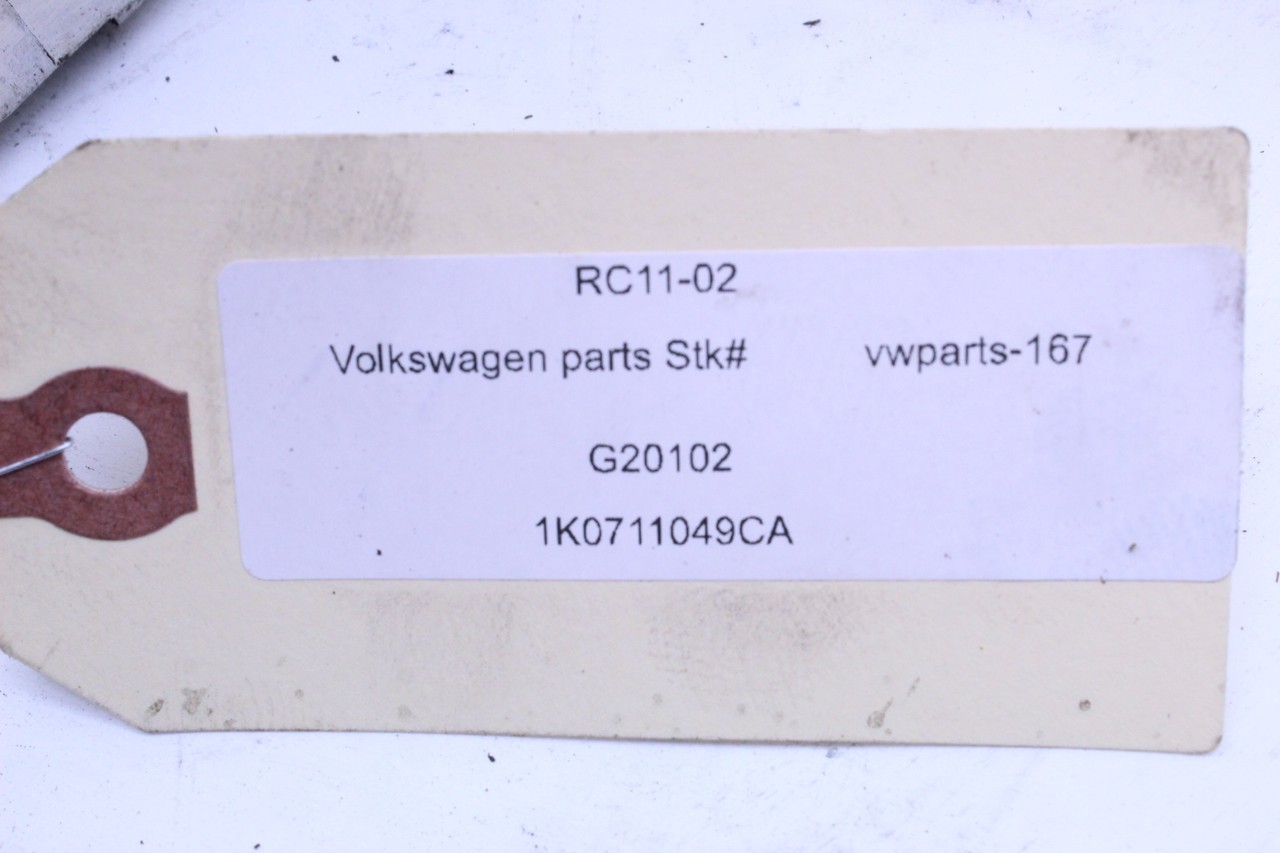 RC11-02
Volkswagen parts Stk# vwparts-167
G20102
1K0711049CA